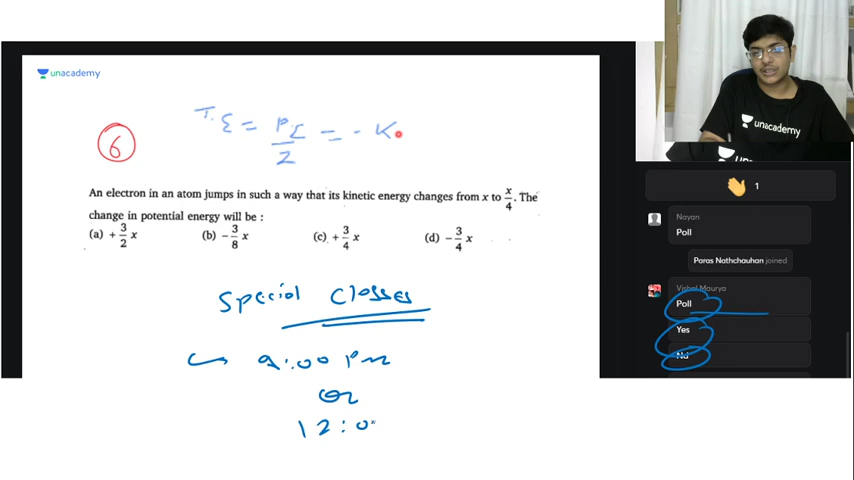 unacademy
T.E = PE/2 = - K
6
An electron in an atom jumps in such a way that its kinetic energy changes from x to x/4. The
change in potential energy will be :
(a) + 3/2 x (b) - 3/8 x (c) + 3/4 x (d) - 3/4 x
Special Classes
9:00 PM
or
12:0
unacademy
1
Nayan
Poll
Paras Nathchauhan joined
Vishal Maurya
Poll
Yes
No